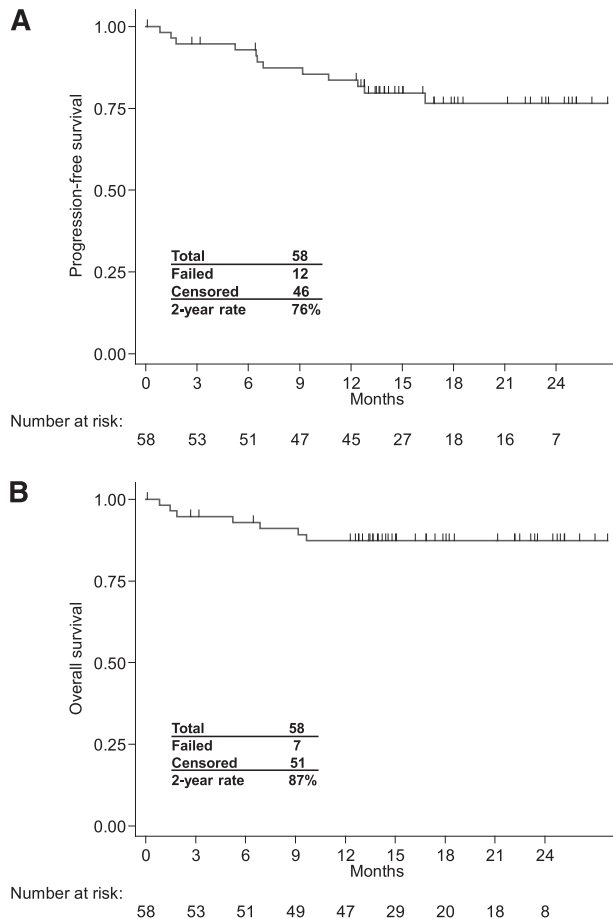 A
1.00
0.75
0.50
0.25
0.00
Progression-free survival
Total 58
Failed 12
Censored 46
2-year rate 76%
0 3 6 9 12 15 18 21 24
Months
Number at risk:
58 53 51 47 45 27 18 16 7
B
1.00
0.75
0.50
0.25
0.00
Overall survival
Total 58
Failed 7
Censored 51
2-year rate 87%
0 3 6 9 12 15 18 21 24
Months
Number at risk:
58 53 51 49 47 29 20 18 8